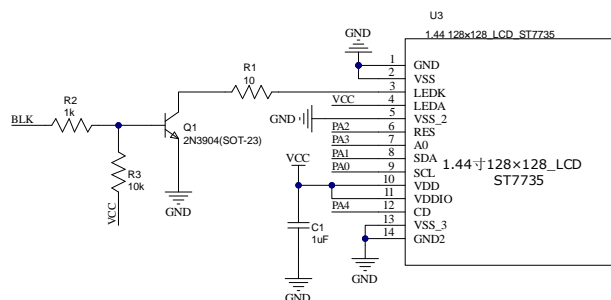 U3
1.44 128×128_LCD_ST7735
GND
R1
10
R2
1k
BLK
Q1
2N3904(SOT-23)
R3
10k
VCC
GND
VCC
GND
PA2
PA3
PA1
PA0
VCC
PA4
C1
1uF
GND
GND
1 GND
2 VSS
3 LEDK
4 LEDA
5 VSS_2
6 RES
7 A0
8 SDA
9 SCL
10 VDD
11 VDDIO
12 CD
13 VSS_3
14 GND2
1.44寸128×128_LCD
ST7735